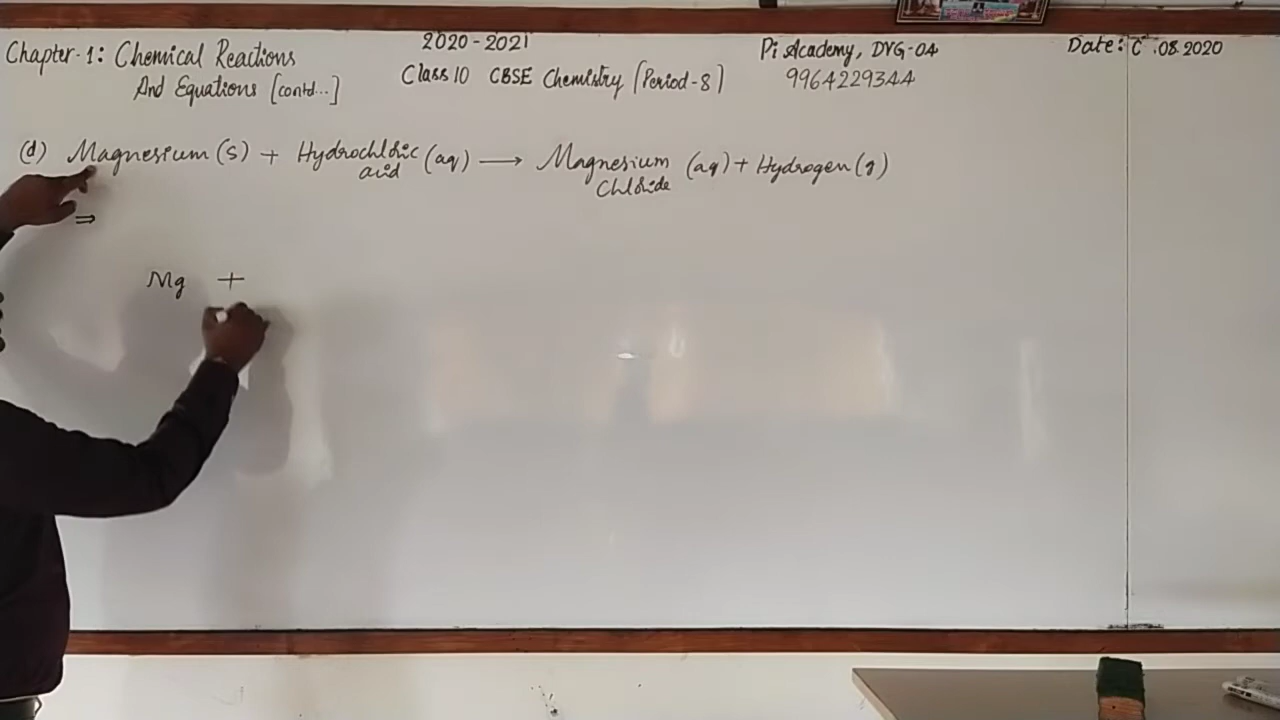 Chapter-1: Chemical Reactions
And Equations [contd...]
2020-2021
Class 10 CBSE Chemistry [Period-8]
Pi Academy, DVG-04
9964229344
Date: .08.2020
(d) Magnesium (s) + Hydrochloric acid (aq) ⟶ Magnesium Chloride (aq) + Hydrogen (g)
⇒
Mg +